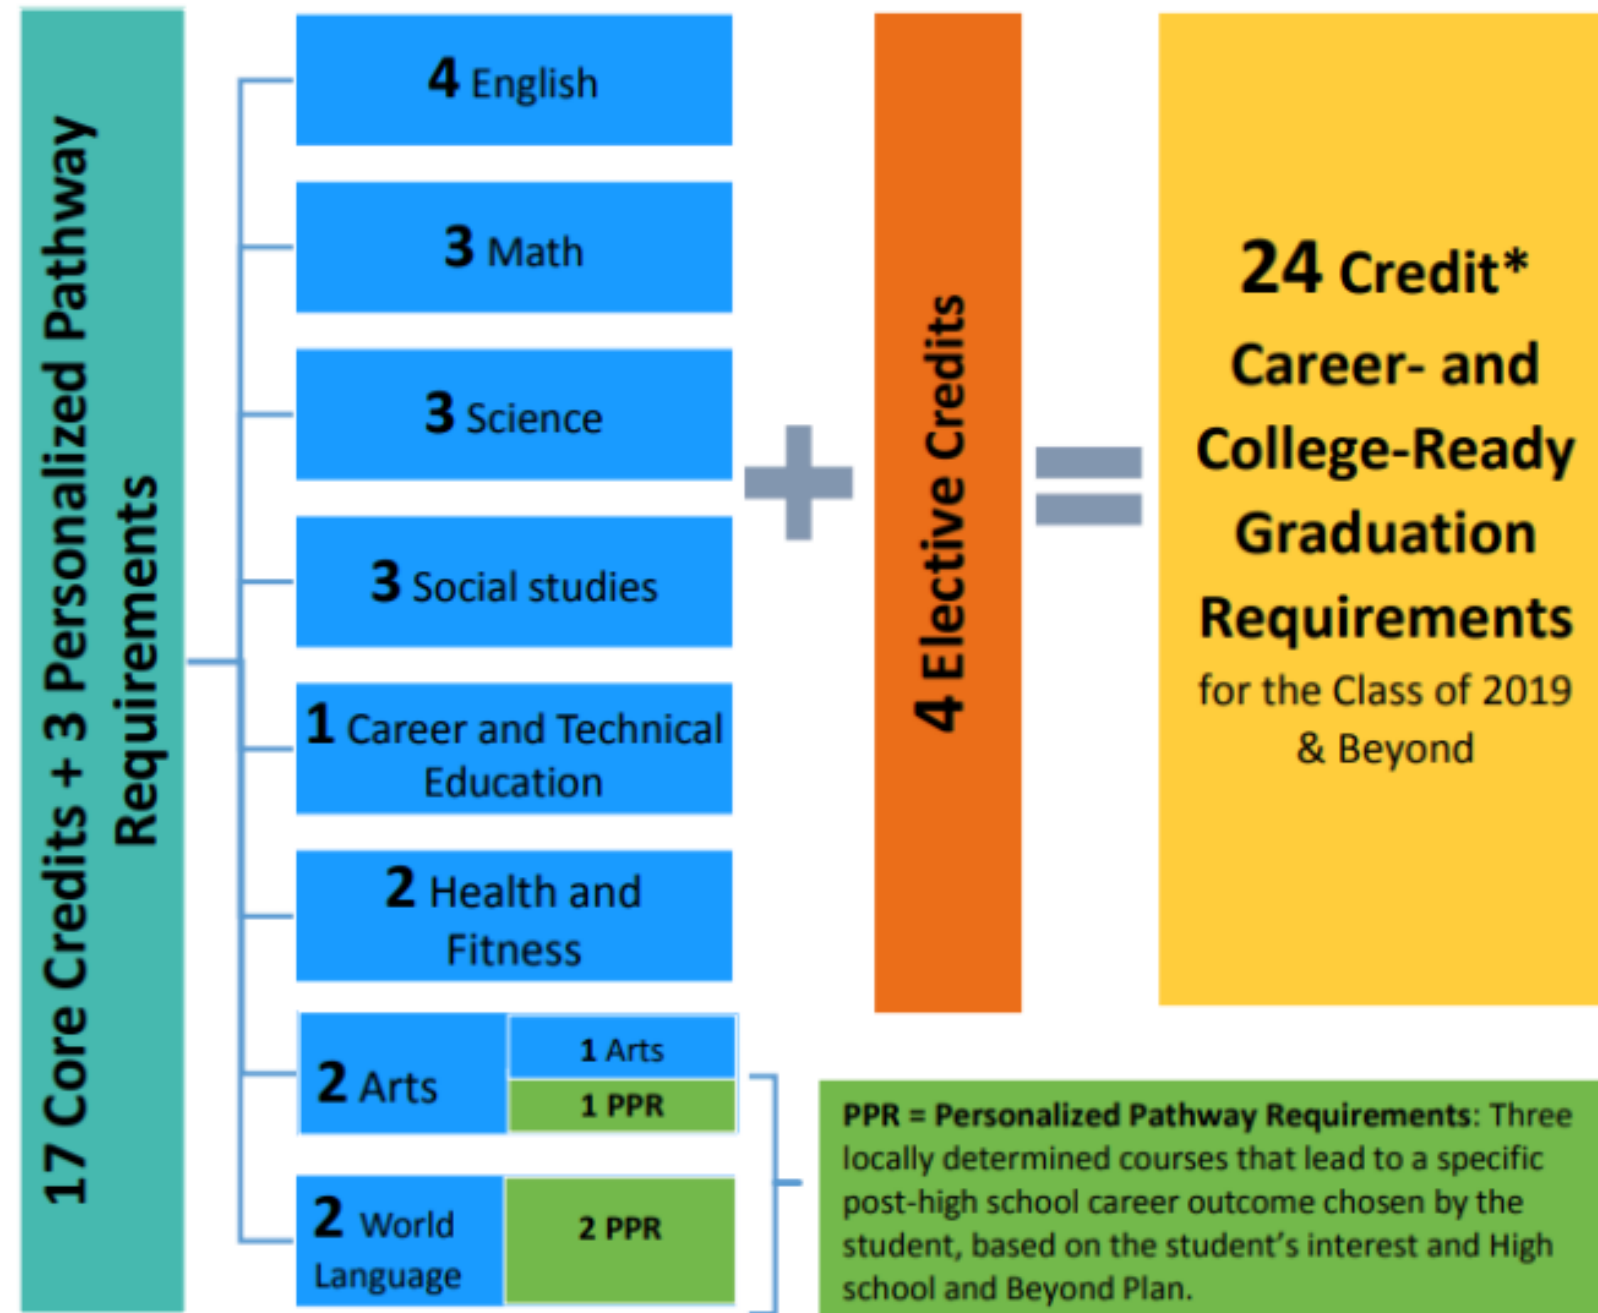 17 Core Credits + 3 Personalized Pathway
Requirements
4 English
3 Math
3 Science
3 Social studies
1 Career and Technical
Education
2 Health and
Fitness
2 Arts
1 Arts
1 PPR
2 World
Language
2 PPR
+
4 Elective Credits
=
24 Credit*
Career- and
College-Ready
Graduation
Requirements
for the Class of 2019
& Beyond
PPR = Personalized Pathway Requirements: Three
locally determined courses that lead to a specific
post-high school career outcome chosen by the
student, based on the student’s interest and High
school and Beyond Plan.